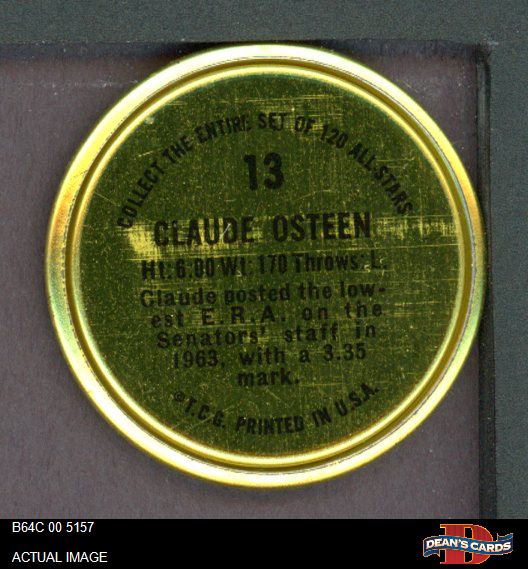 COLLECT THE ENTIRE SET OF 120 ALL-STARS
13
CLAUDE OSTEEN
Ht: 6.00 Wt: 170 Throws: L.
Claude posted the low-
est E.R.A. on the
Senators' staff in
1963, with a 3.35
mark.
©T.C.G. PRINTED IN U.S.A.
B64C 00 5157
ACTUAL IMAGE
D
DEAN'S CARDS